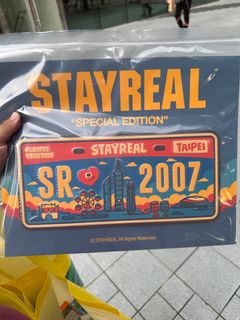 STAYREAL
"SPECIAL EDITION"
#ALWAYS
TOGETHER
STAYREAL
TAIPEI
SR 2007
© STAYREAL All Rights Reserved.